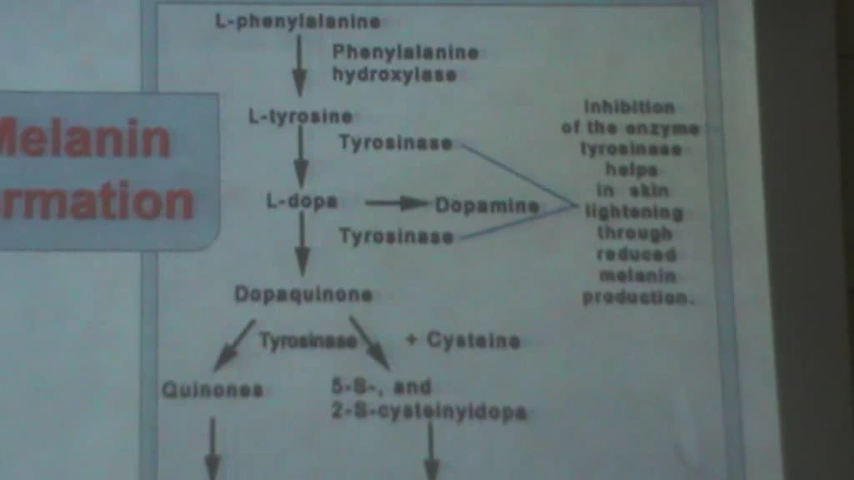 L-phenylalanine
Phenylalanine
hydroxylase
Melanin
rmation
L-tyrosine
Tyrosinase
L-dopa
Dopamine
Tyrosinase
Inhibition
of the enzyme
tyrosinase
helps
in skin
lightening
through
reduced
melanin
production.
Dopaquinone
Tyrosinase
+ Cysteine
Quinones
5-S-, and
2-S-cysteinyldopa